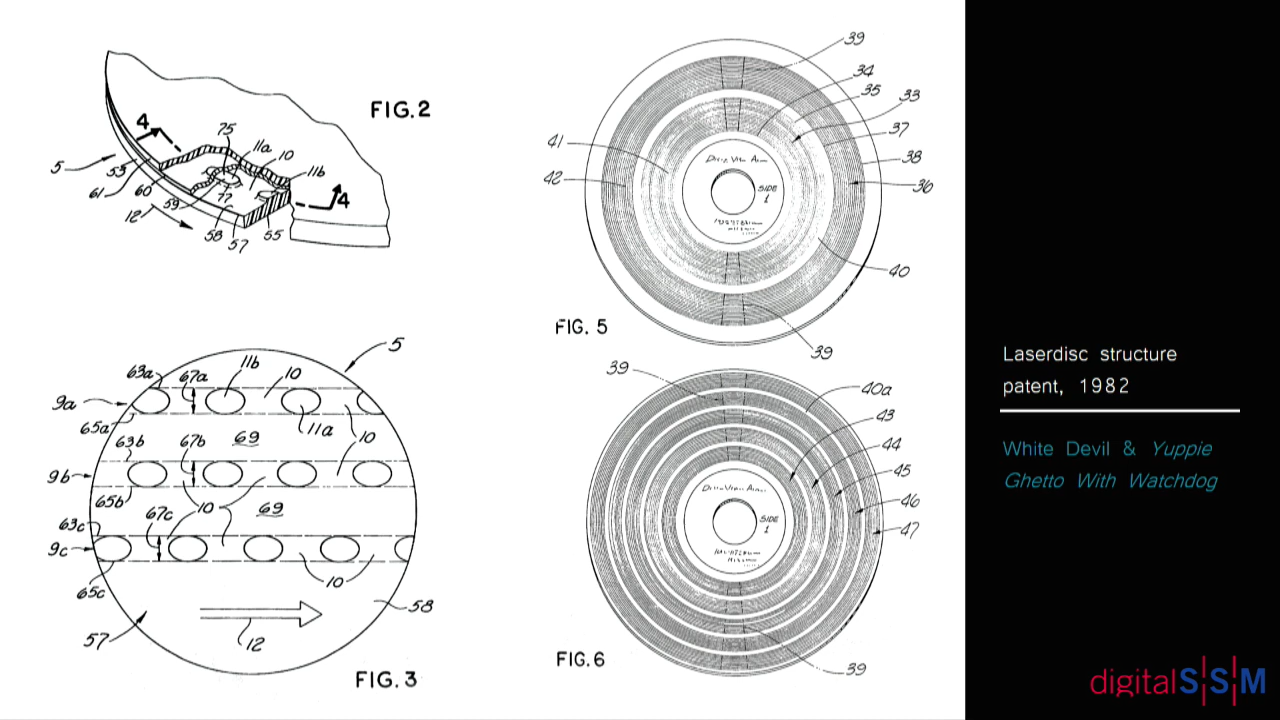 FIG.2
4
75
11a
10
11b
5
53
61
60
59
77
4
12
58
57
55
39
34
35
33
37
38
36
41
42
SIDE
1
40
FIG. 5
39
5
63a
67a
11b
10
9a
65a
11a
10
63b
67b
69
9b
10
65b
10
69
67c
63c
9c
10
65c
58
57
12
FIG.3
39
40a
43
44
45
46
47
SIDE
1
FIG.6
39
Laserdisc structure
patent, 1982
White Devil & Yuppie
Ghetto With Watchdog
digitalS¦S¦M